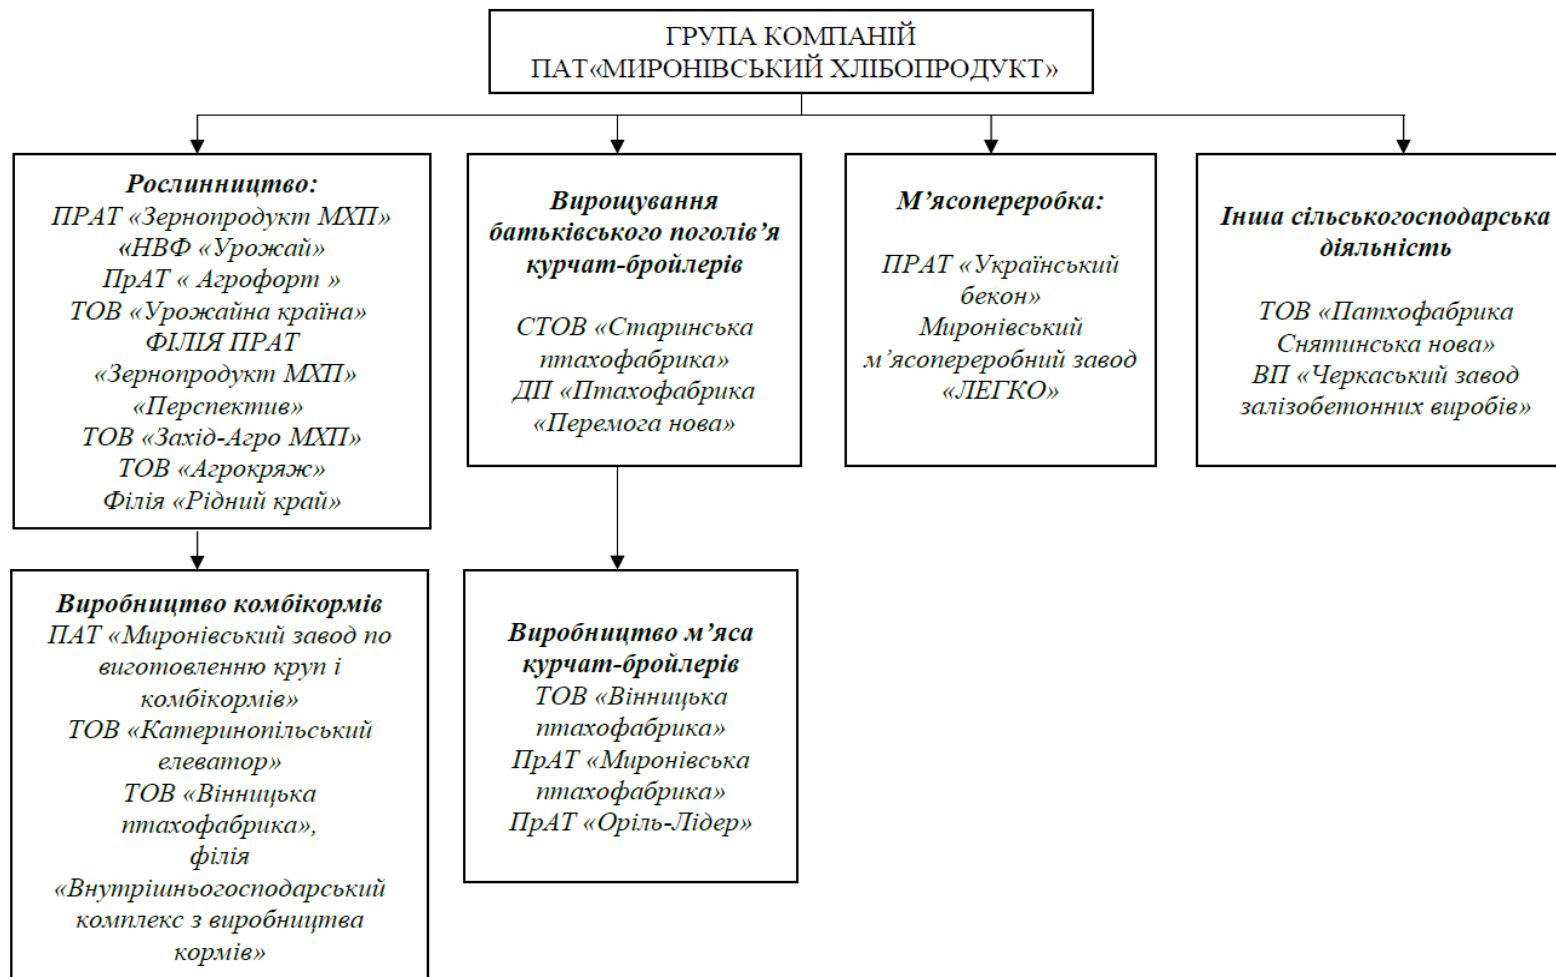 ГРУПА КОМПАНІЙ
ПАТ«МИРОНІВСЬКИЙ ХЛІБОПРОДУКТ»
Рослинництво:
ПРАТ «Зернопродукт МХП»
«НВФ «Урожай»
ПрАТ « Агрофорт »
ТОВ «Урожайна країна»
ФІЛІЯ ПРАТ
«Зернопродукт МХП»
«Перспектив»
ТОВ «Захід-Агро МХП»
ТОВ «Агрокряж»
Філія «Рідний край»
Вирощування
батьківського поголів’я
курчат-бройлерів
СТОВ «Старинська
птахофабрика»
ДП «Птахофабрика
«Перемога нова»
М’ясопереробка:
ПРАТ «Український
бекон»
Миронівський
м’ясопереробний завод
«ЛЕГКО»
Інша сільськогосподарська
діяльність
ТОВ «Патхофабрика
Снятинська нова»
ВП «Черкаський завод
залізобетонних виробів»
Виробництво комбікормів
ПАТ «Миронівський завод по
виготовленню круп і
комбікормів»
ТОВ «Катеринопільський
елеватор»
ТОВ «Вінницька
птахофабрика»,
філія
«Внутрішньогосподарський
комплекс з виробництва
кормів»
Виробництво м’яса
курчат-бройлерів
ТОВ «Вінницька
птахофабрика»
ПрАТ «Миронівська
птахофабрика»
ПрАТ «Оріль-Лідер»